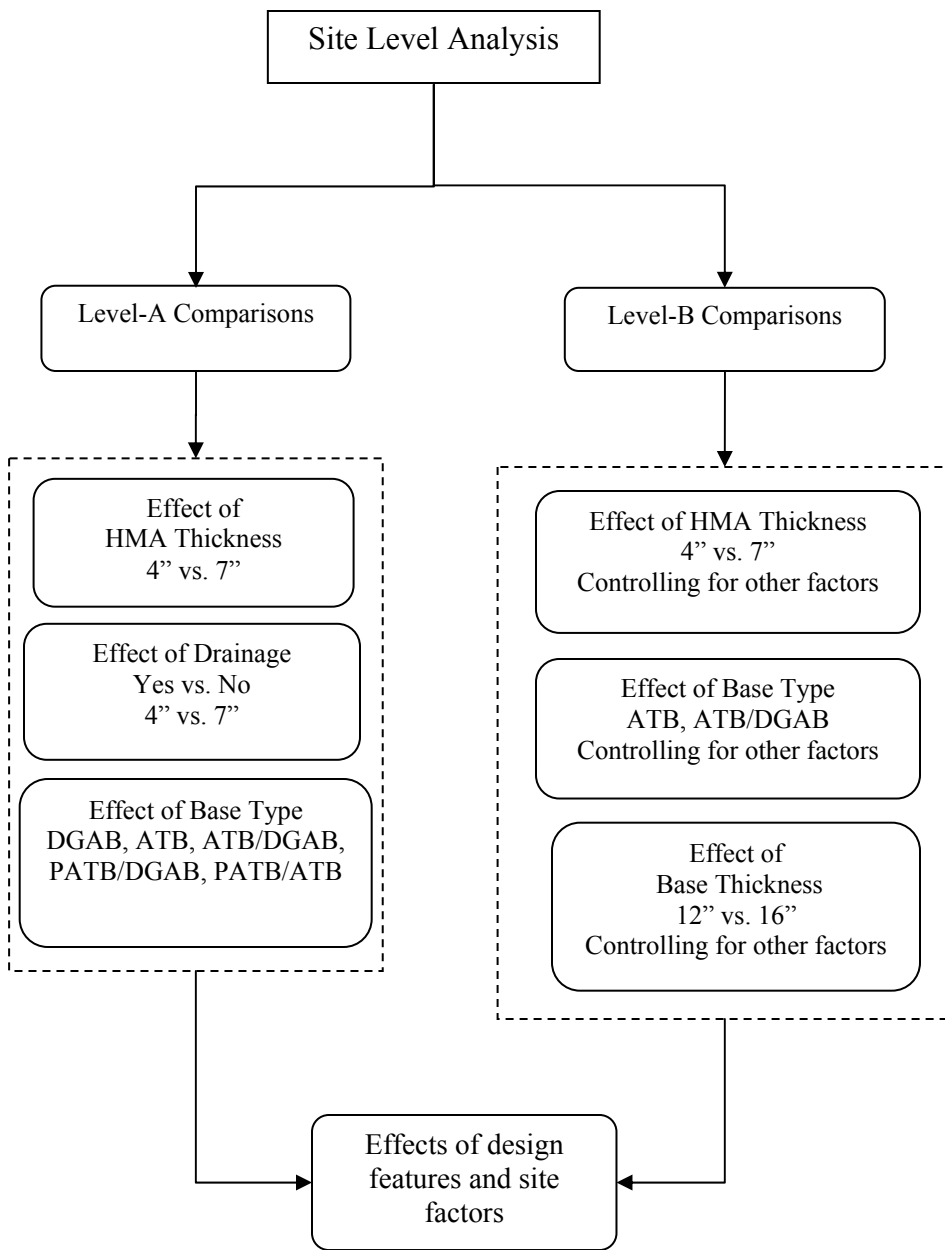 Site Level Analysis
Level-A Comparisons
Level-B Comparisons
Effect of
HMA Thickness
4” vs. 7”
Effect of Drainage
Yes vs. No
4” vs. 7”
Effect of Base Type
DGAB, ATB, ATB/DGAB,
PATB/DGAB, PATB/ATB
Effect of HMA Thickness
4” vs. 7”
Controlling for other factors
Effect of Base Type
ATB, ATB/DGAB
Controlling for other factors
Effect of
Base Thickness
12” vs. 16”
Controlling for other factors
Effects of design
features and site
factors